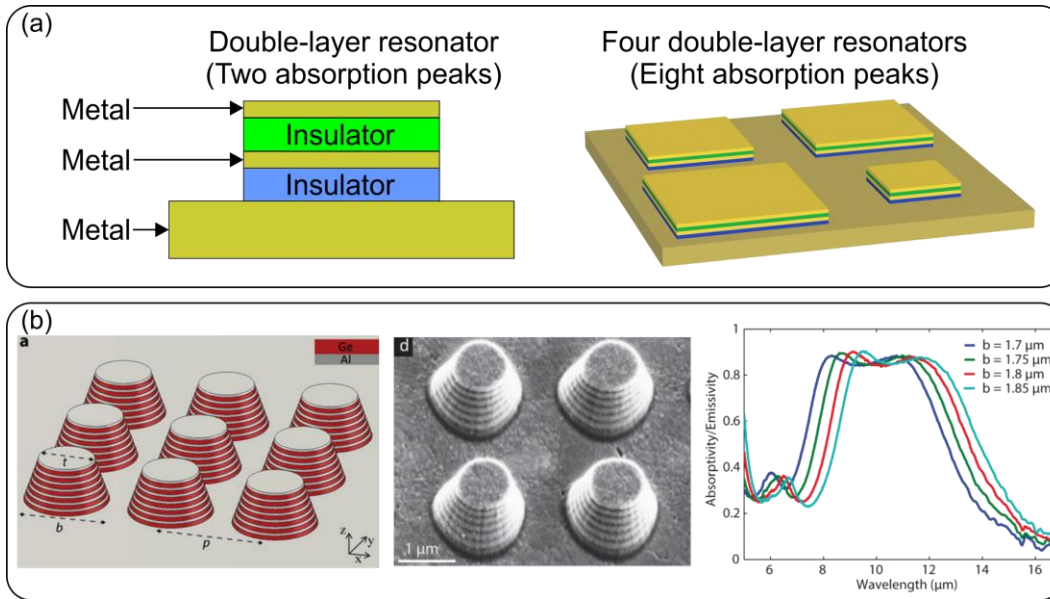 (a)
Double-layer resonator
(Two absorption peaks)
Four double-layer resonators
(Eight absorption peaks)
Metal
Insulator
Metal
Insulator
Metal
(b)
a
Ge
Al
t
b
p
z
y
x
d
1 μm
Absorptivity/Emissivity
1
0.8
0.6
0.4
0.2
0
b = 1.7 μm
b = 1.75 μm
b = 1.8 μm
b = 1.85 μm
6 8 10 12 14 16
Wavelength (μm)